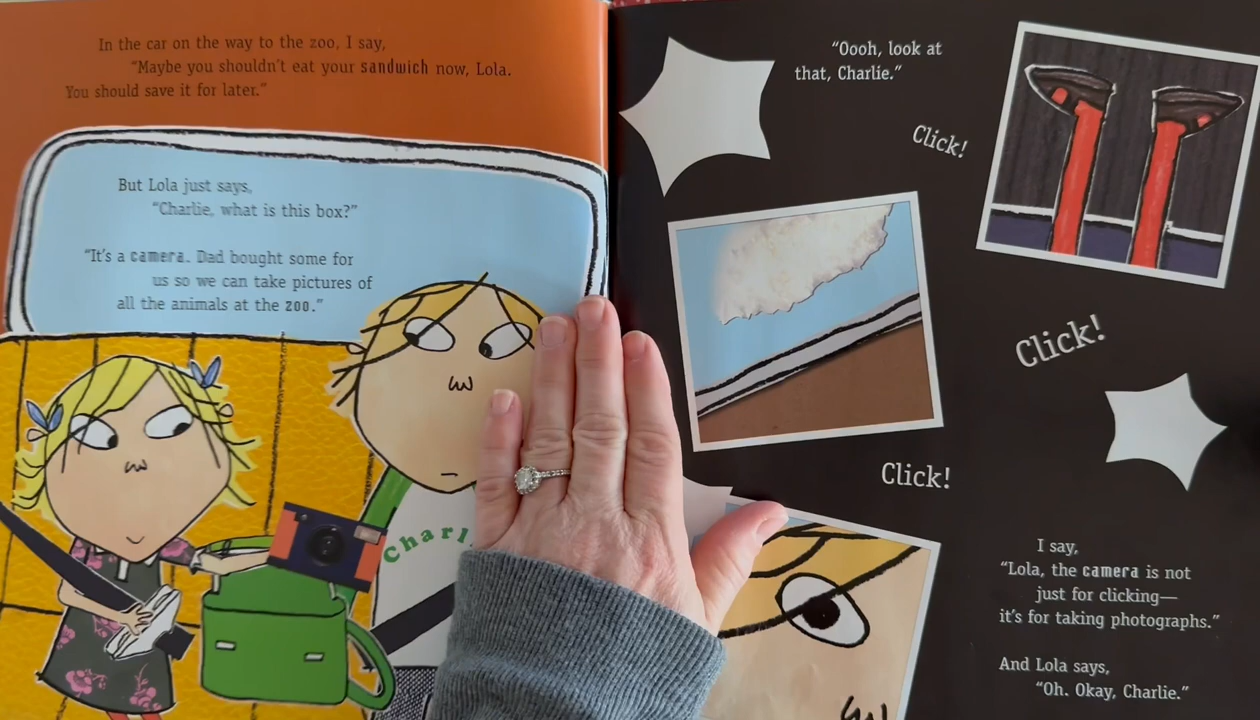 In the car on the way to the zoo, I say,
“Maybe you shouldn’t eat your sandwich now, Lola.
You should save it for later.”
But Lola just says,
“Charlie, what is this box?”
“It’s a camera. Dad bought some for
us so we can take pictures of
all the animals at the zoo.”
“Oooh, look at
that, Charlie.”
Click!
Click!
Click!
I say,
“Lola, the camera is not
just for clicking—
it’s for taking photographs.”
And Lola says,
“Oh. Okay, Charlie.”